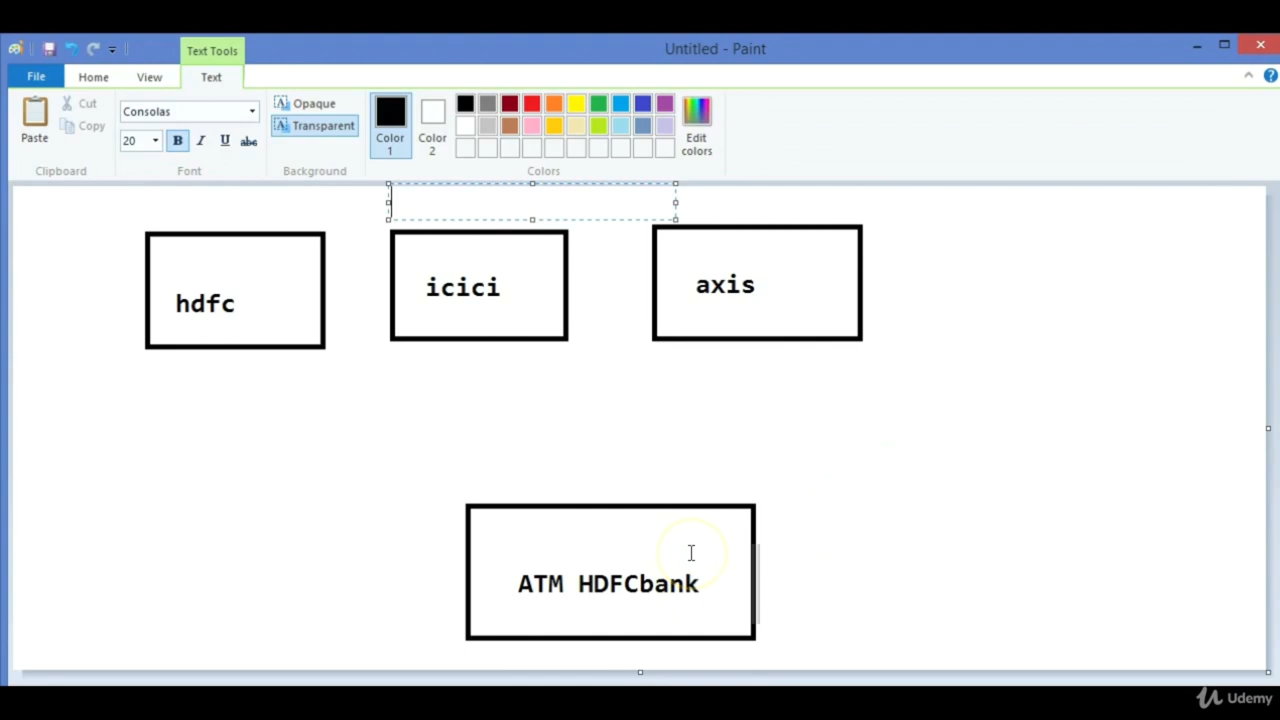 Text Tools
Untitled - Paint
File
Home
View
Text
Paste
Cut
Copy
Clipboard
Consolas
20
B
I
U
abc
Font
Opaque
Transparent
Background
Color
1
Color
2
Edit
colors
Colors
hdfc
icici
axis
ATM HDFCbank
Udemy